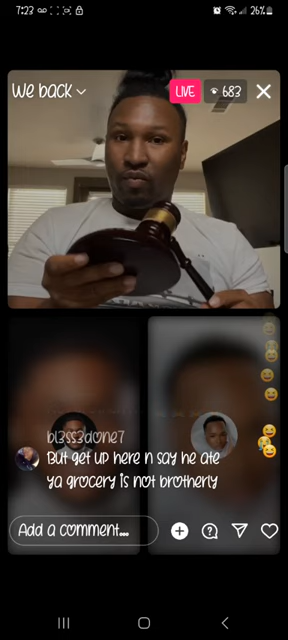 7:23
26%
We back
LIVE
683
bl3ss3done7
But get up here n say he ate
ya grocery is not brotherly
Add a comment...